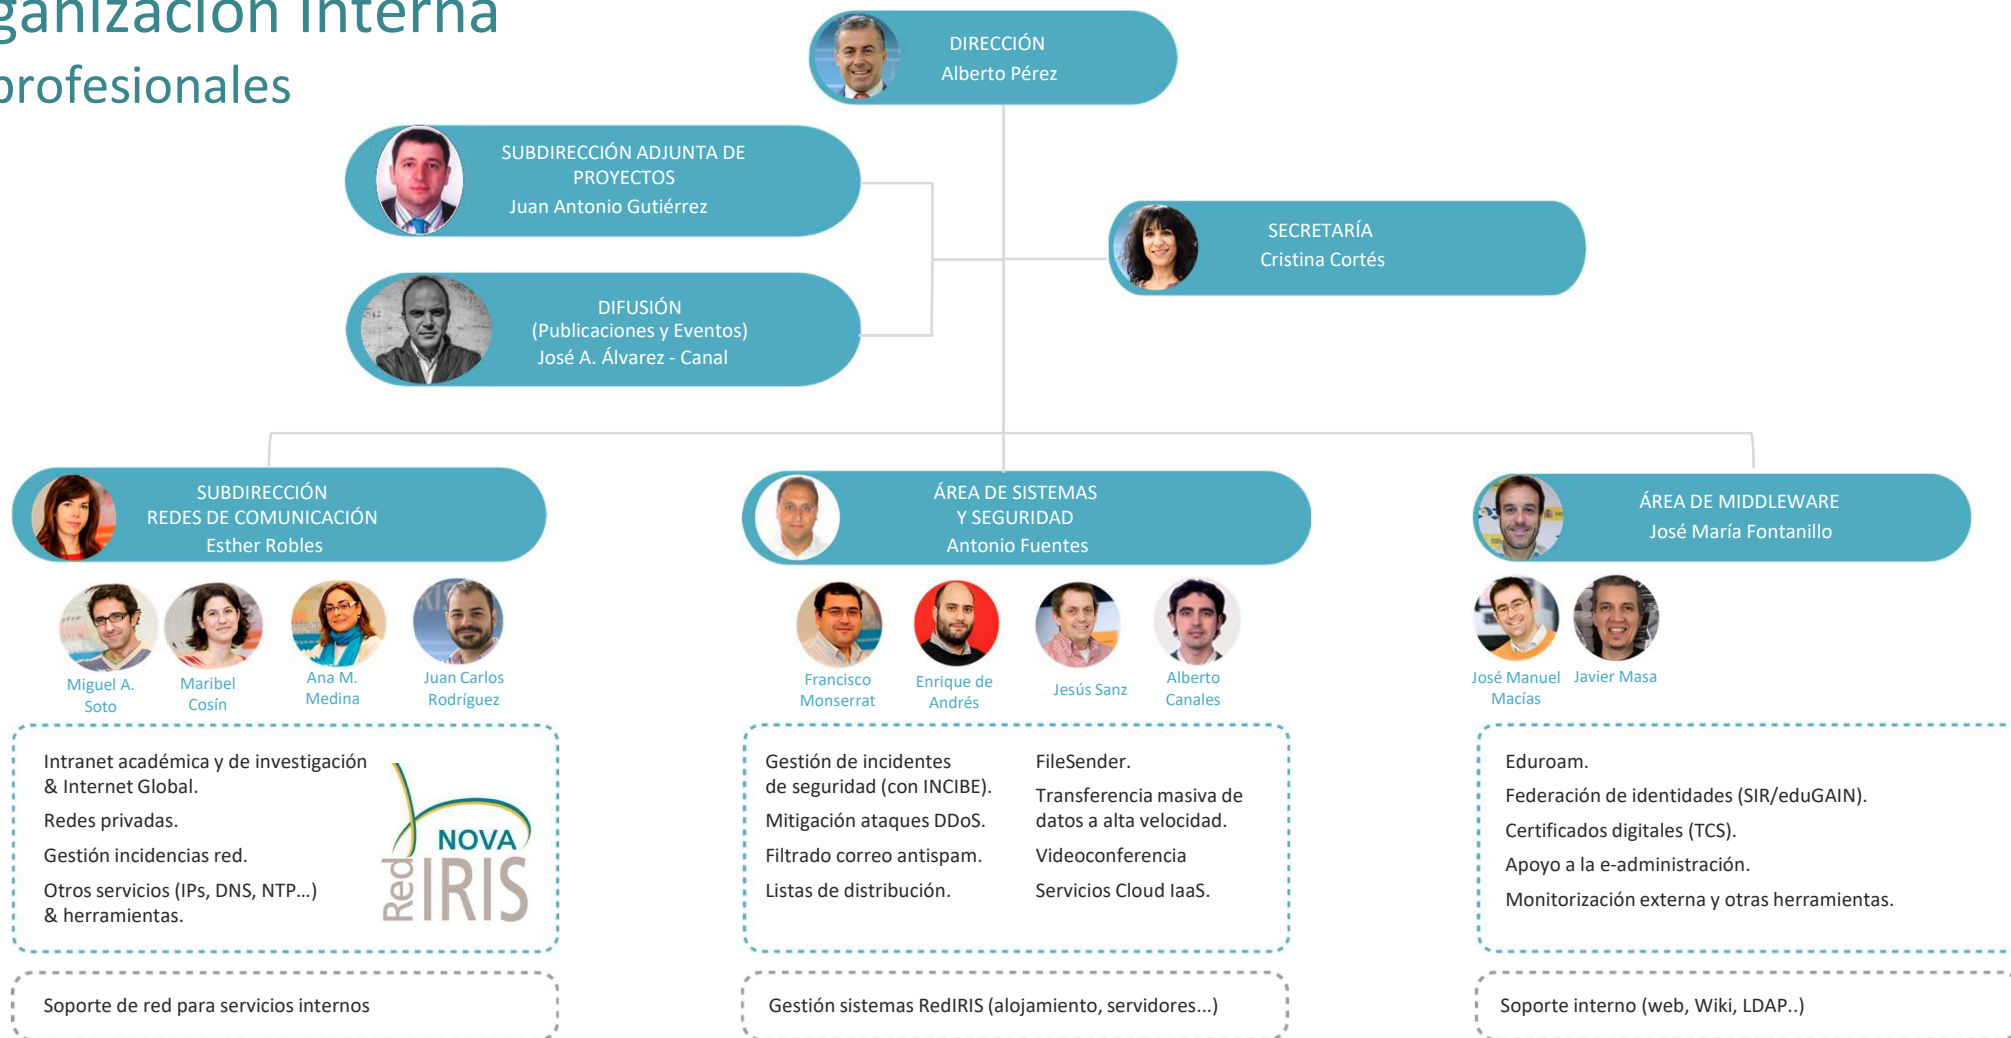 ganización Interna
profesionales
DIRECCIÓN
Alberto Pérez
SUBDIRECCIÓN ADJUNTA DE
PROYECTOS
Juan Antonio Gutiérrez
SECRETARÍA
Cristina Cortés
DIFUSIÓN
(Publicaciones y Eventos)
José A. Álvarez - Canal
SUBDIRECCIÓN
REDES DE COMUNICACIÓN
Esther Robles
ÁREA DE SISTEMAS
Y SEGURIDAD
Antonio Fuentes
ÁREA DE MIDDLEWARE
José María Fontanillo
Miguel A.
Soto
Maribel
Cosín
Ana M.
Medina
Juan Carlos
Rodríguez
Francisco
Monserrat
Enrique de
Andrés
Jesús Sanz
Alberto
Canales
José Manuel
Macías
Javier Masa
Intranet académica y de investigación
& Internet Global.
Redes privadas.
Gestión incidencias red.
Otros servicios (IPs, DNS, NTP…)
& herramientas.
NOVA
Red
IRIS
Gestión de incidentes
de seguridad (con INCIBE).
Mitigación ataques DDoS.
Filtrado correo antispam.
Listas de distribución.
FileSender.
Transferencia masiva de
datos a alta velocidad.
Videoconferencia
Servicios Cloud IaaS.
Eduroam.
Federación de identidades (SIR/eduGAIN).
Certificados digitales (TCS).
Apoyo a la e-administración.
Monitorización externa y otras herramientas.
Soporte de red para servicios internos
Gestión sistemas RedIRIS (alojamiento, servidores...)
Soporte interno (web, Wiki, LDAP..)